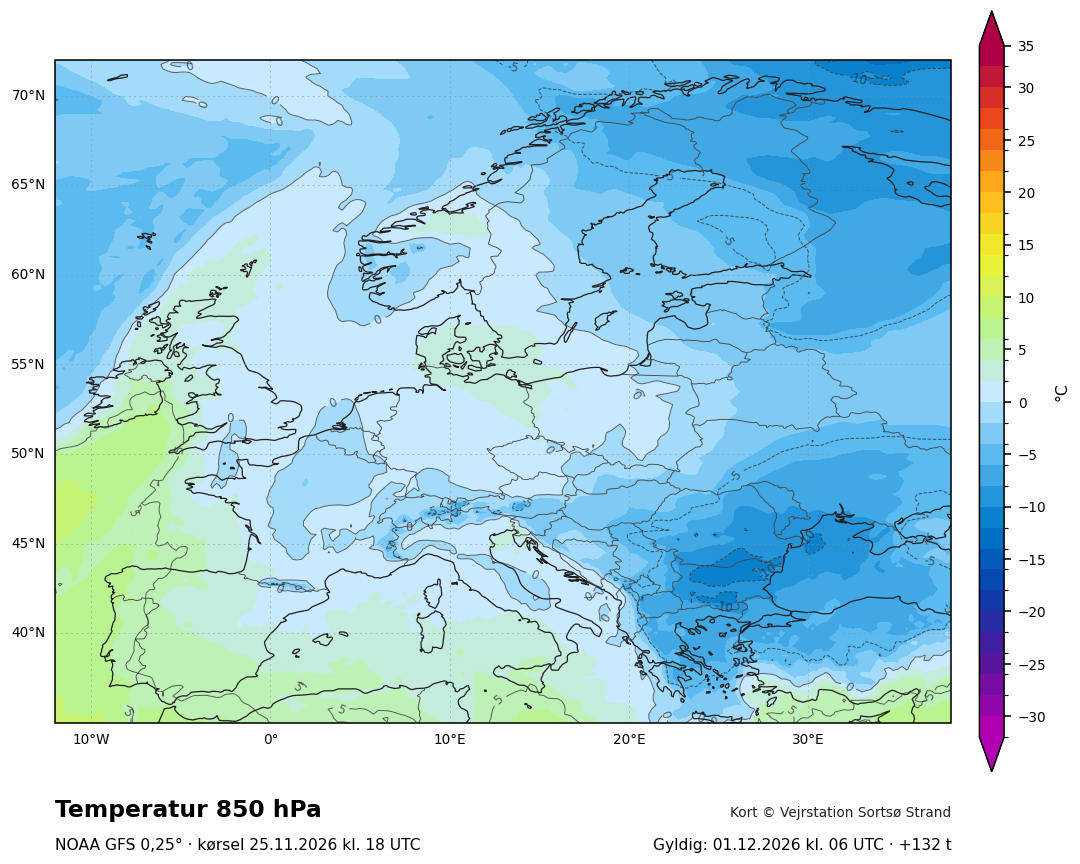 70°N
65°N
60°N
55°N
50°N
45°N
40°N
10°W
0°
10°E
20°E
30°E
35
30
25
20
15
10
5
0
−5
−10
−15
−20
−25
−30
°C
Temperatur 850 hPa
Kort © Vejrstation Sortsø Strand
NOAA GFS 0,25° · kørsel 25.11.2026 kl. 18 UTC
Gyldig: 01.12.2026 kl. 06 UTC · +132 t